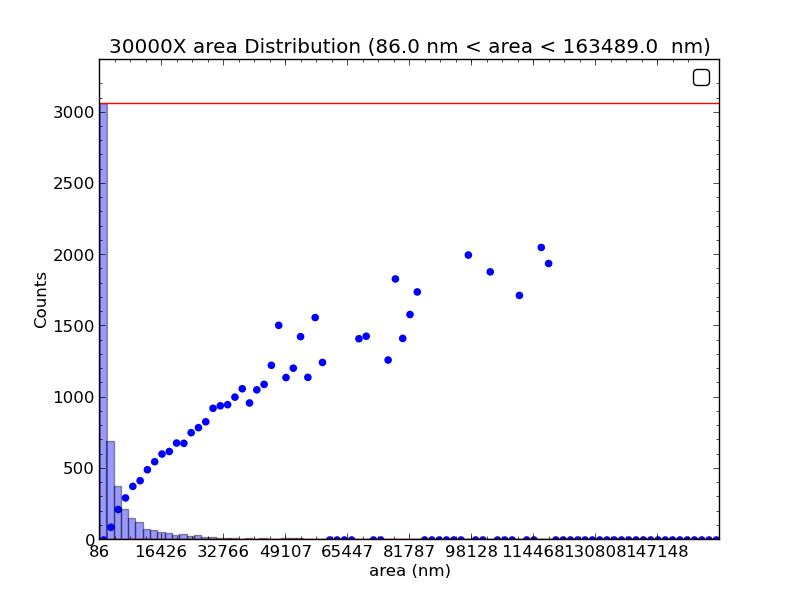 30000X area Distribution (86.0 nm < area < 163489.0  nm)
3000
2500
2000
1500
1000
500
0
Counts
86 16426 32766 49107 65447 81787 98128 114468 130808 147148
area (nm)